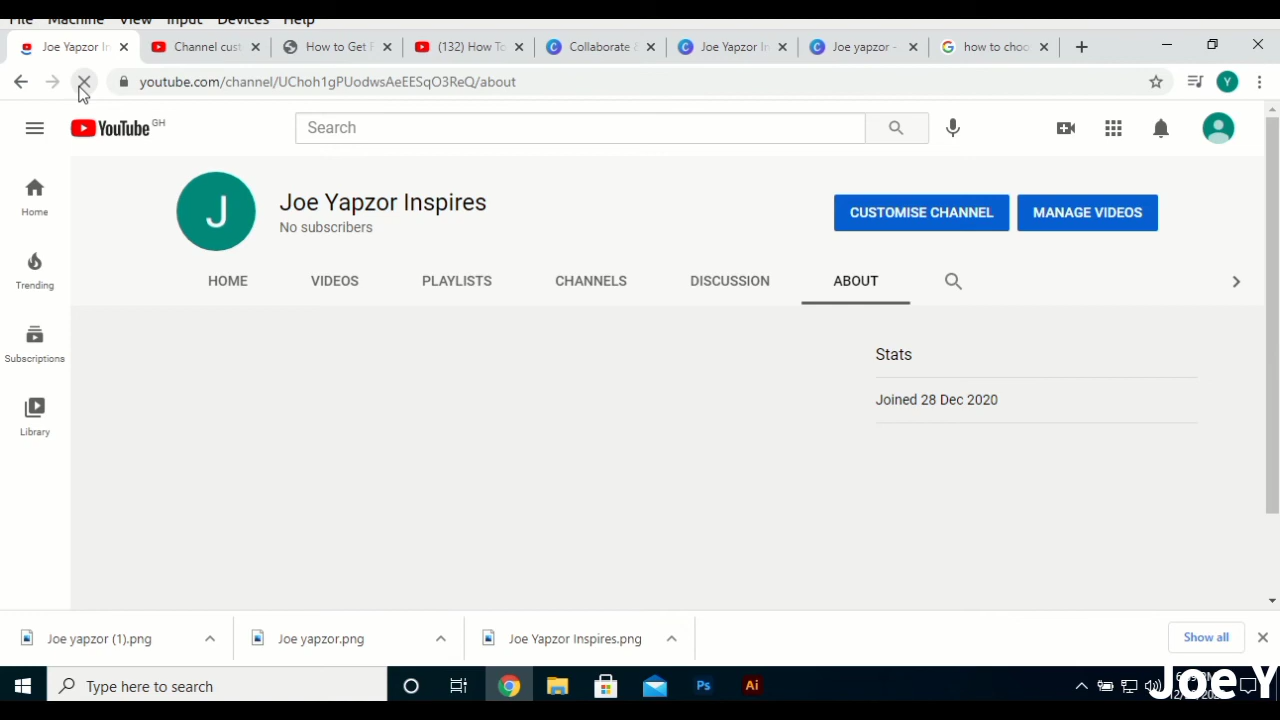 File Machine View Input Devices Help
Joe Yapzor In
Channel cust
How to Get F
(132) How To
Collaborate &
Joe Yapzor In
Joe yapzor -
how to choo
youtube.com/channel/UChoh1gPUodwsAeEESqO3ReQ/about
Y
YouTube GH
Search
Home
Trending
Subscriptions
Library
J
Joe Yapzor Inspires
No subscribers
CUSTOMISE CHANNEL
MANAGE VIDEOS
HOME
VIDEOS
PLAYLISTS
CHANNELS
DISCUSSION
ABOUT
Stats
Joined 28 Dec 2020
Joe yapzor (1).png
Joe yapzor.png
Joe Yapzor Inspires.png
Show all
Type here to search
Ps
Ai
Joe Y